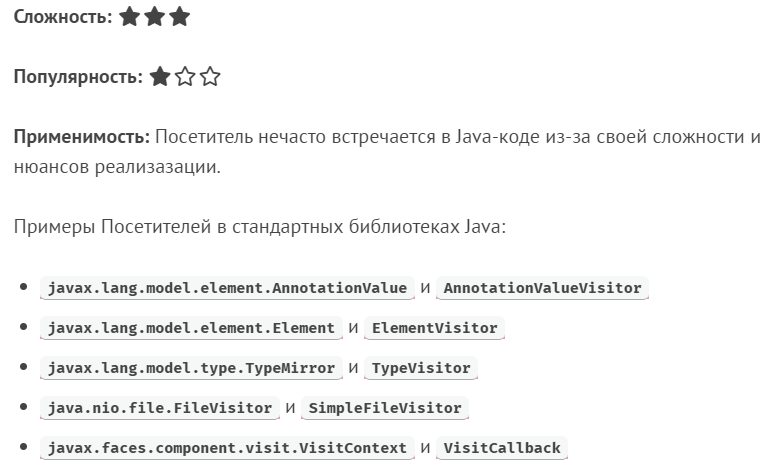 Сложность: ★★★
Популярность: ★☆☆
Применимость: Посетитель нечасто встречается в Java-коде из-за своей сложности и
нюансов реализазации.
Примеры Посетителей в стандартных библиотеках Java:
• javax.lang.model.element.AnnotationValue и AnnotationValueVisitor
• javax.lang.model.element.Element и ElementVisitor
• javax.lang.model.type.TypeMirror и TypeVisitor
• java.nio.file.FileVisitor и SimpleFileVisitor
• javax.faces.component.visit.VisitContext и VisitCallback